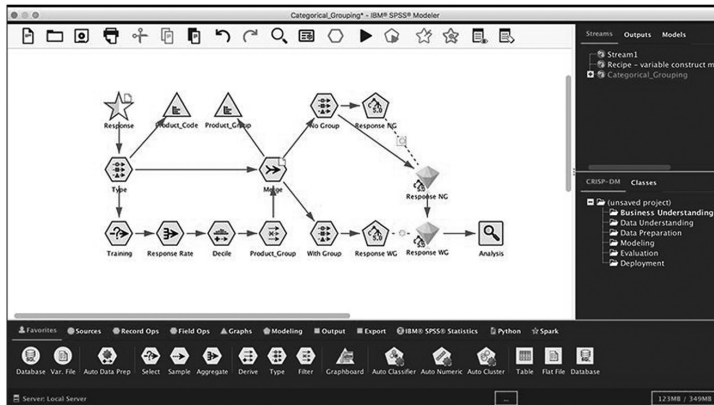 Categorical_Grouping* - IBM® SPSS® Modeler
Streams Outputs Models
Stream1
Recipe - variable construct m
Categorical_Grouping
Response Product_Code Product_Group No Group Response NG
Type Merge Response NG
Training Response Rate Decile Product_Group With Group Response WG Response WG Analysis
CRISP-DM Classes
(unsaved project)
Business Understanding
Data Understanding
Data Preparation
Modeling
Evaluation
Deployment
Favorites Sources Record Ops Field Ops Graphs Modeling Output Export IBM® SPSS® Statistics Python Spark
Database Var. File Auto Data Prep Select Sample Aggregate Derive Type Filter Graphboard Auto Classifier Auto Numeric Auto Cluster Table Flat File Database
Server: Local Server ... 123MB / 349MB